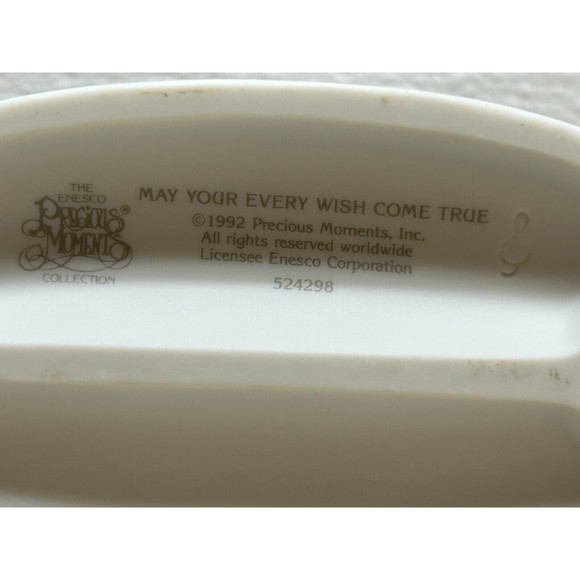 THE
ENESCO
PRECIOUS®
MOMENTS
COLLECTION
MAY YOUR EVERY WISH COME TRUE
©1992 Precious Moments, Inc.
All rights reserved worldwide
Licensee Enesco Corporation
524298